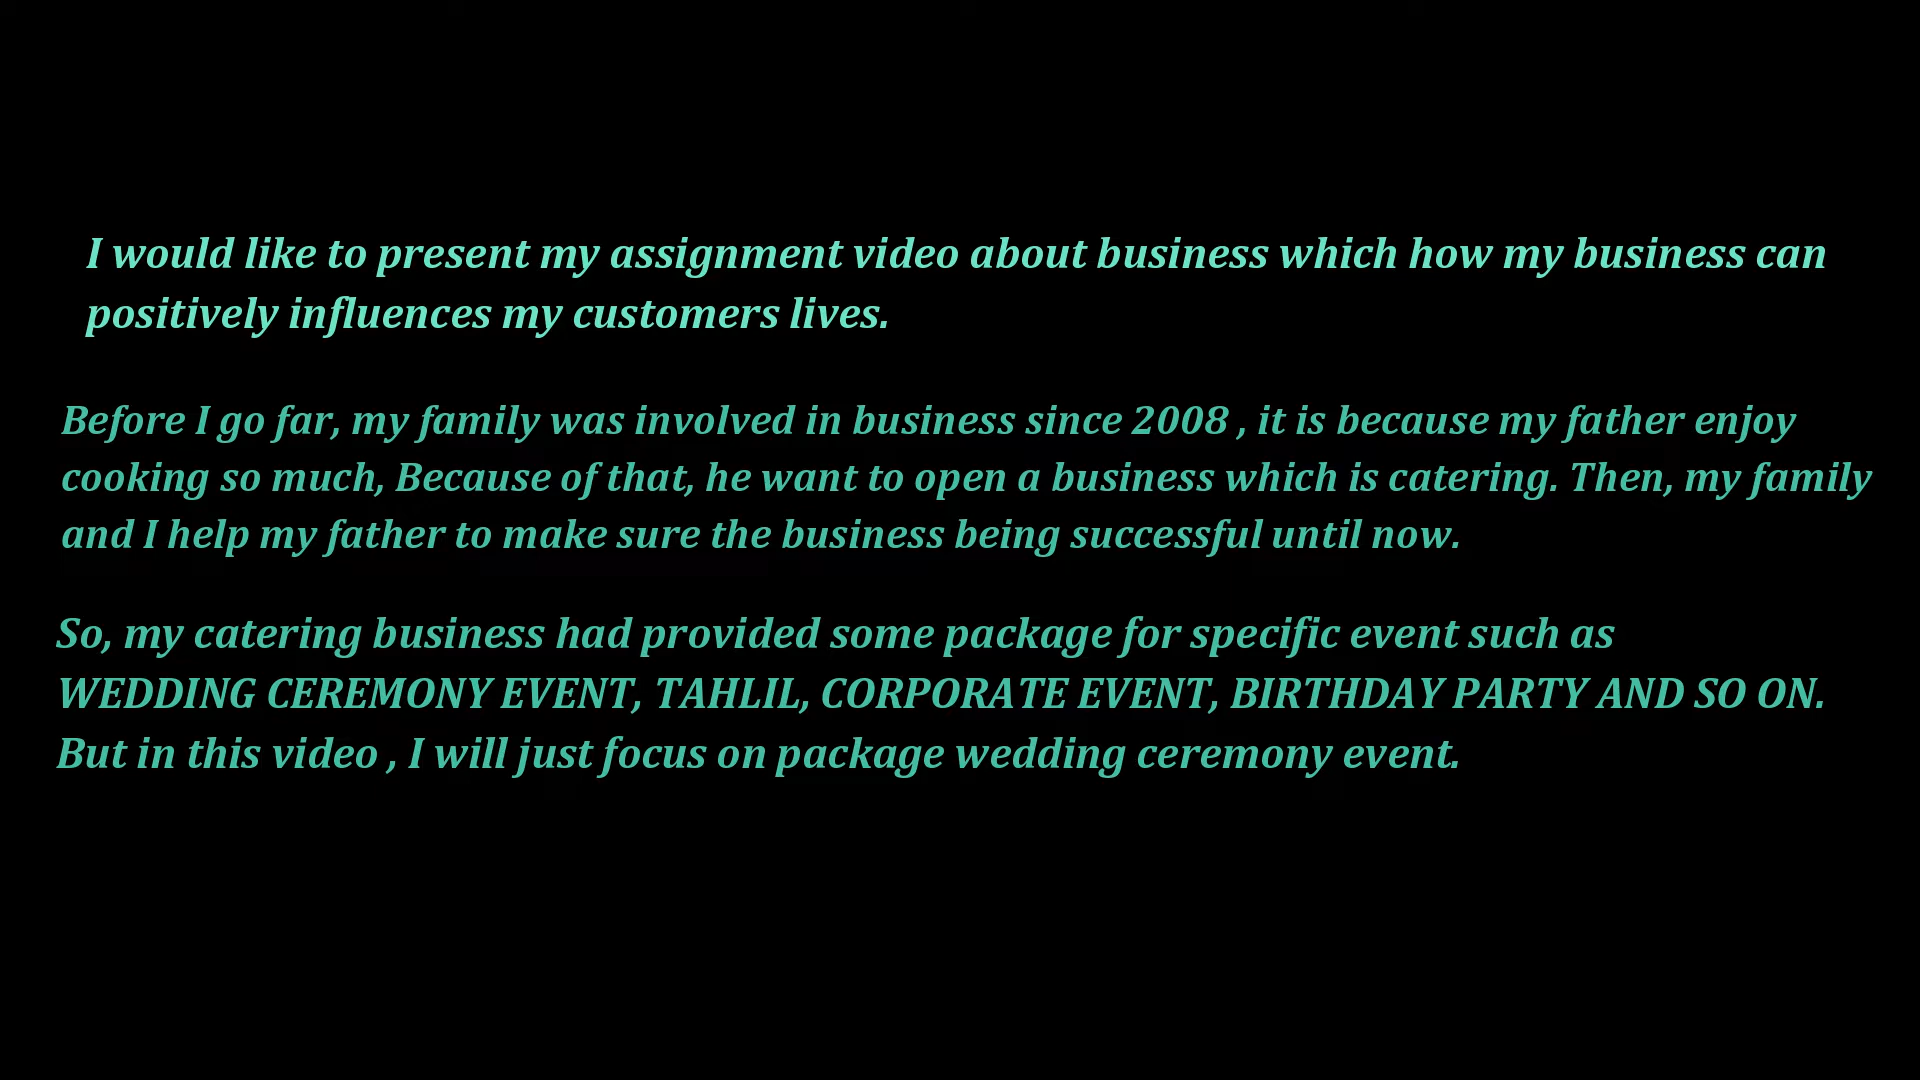 I would like to present my assignment video about business which how my business can
positively influences my customers lives.
Before I go far, my family was involved in business since 2008 , it is because my father enjoy
cooking so much, Because of that, he want to open a business which is catering. Then, my family
and I help my father to make sure the business being successful until now.
So, my catering business had provided some package for specific event such as
WEDDING CEREMONY EVENT, TAHLIL, CORPORATE EVENT, BIRTHDAY PARTY AND SO ON.
But in this video , I will just focus on package wedding ceremony event.